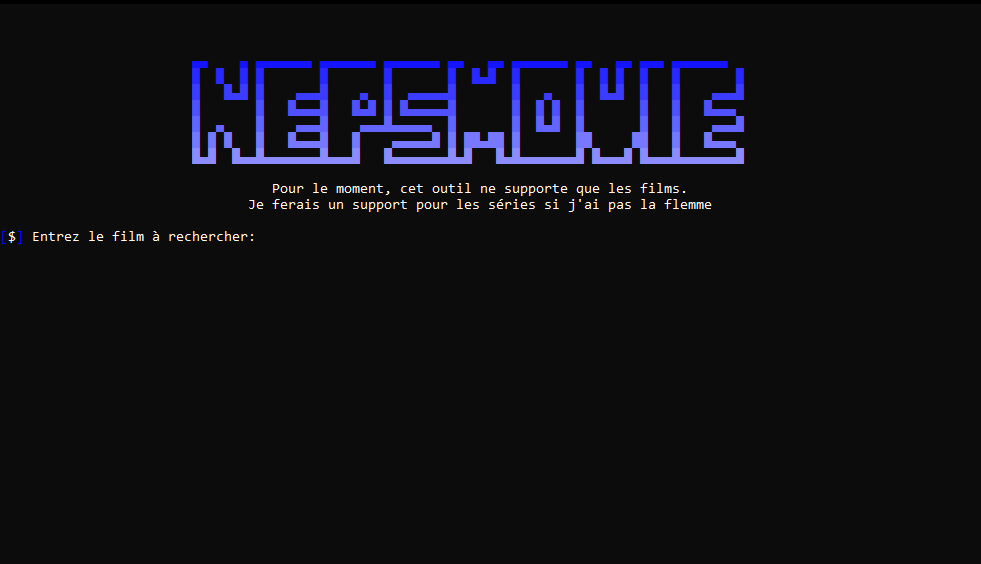 NEPSMOVIE
Pour le moment, cet outil ne supporte que les films.
Je ferais un support pour les séries si j'ai pas la flemme
[$] Entrez le film à rechercher: